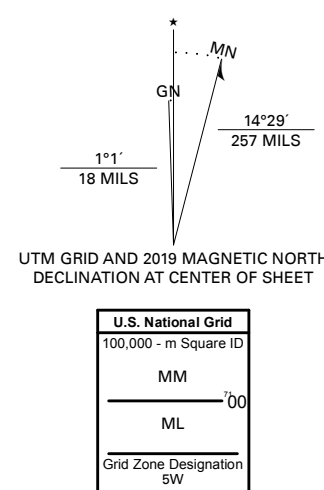 ★
MN
GN
14°29´
257 MILS
1°1´
18 MILS
UTM GRID AND 2019 MAGNETIC NORTH
DECLINATION AT CENTER OF SHEET
U.S. National Grid
100,000 - m Square ID
MM
7100
ML
Grid Zone Designation
5W